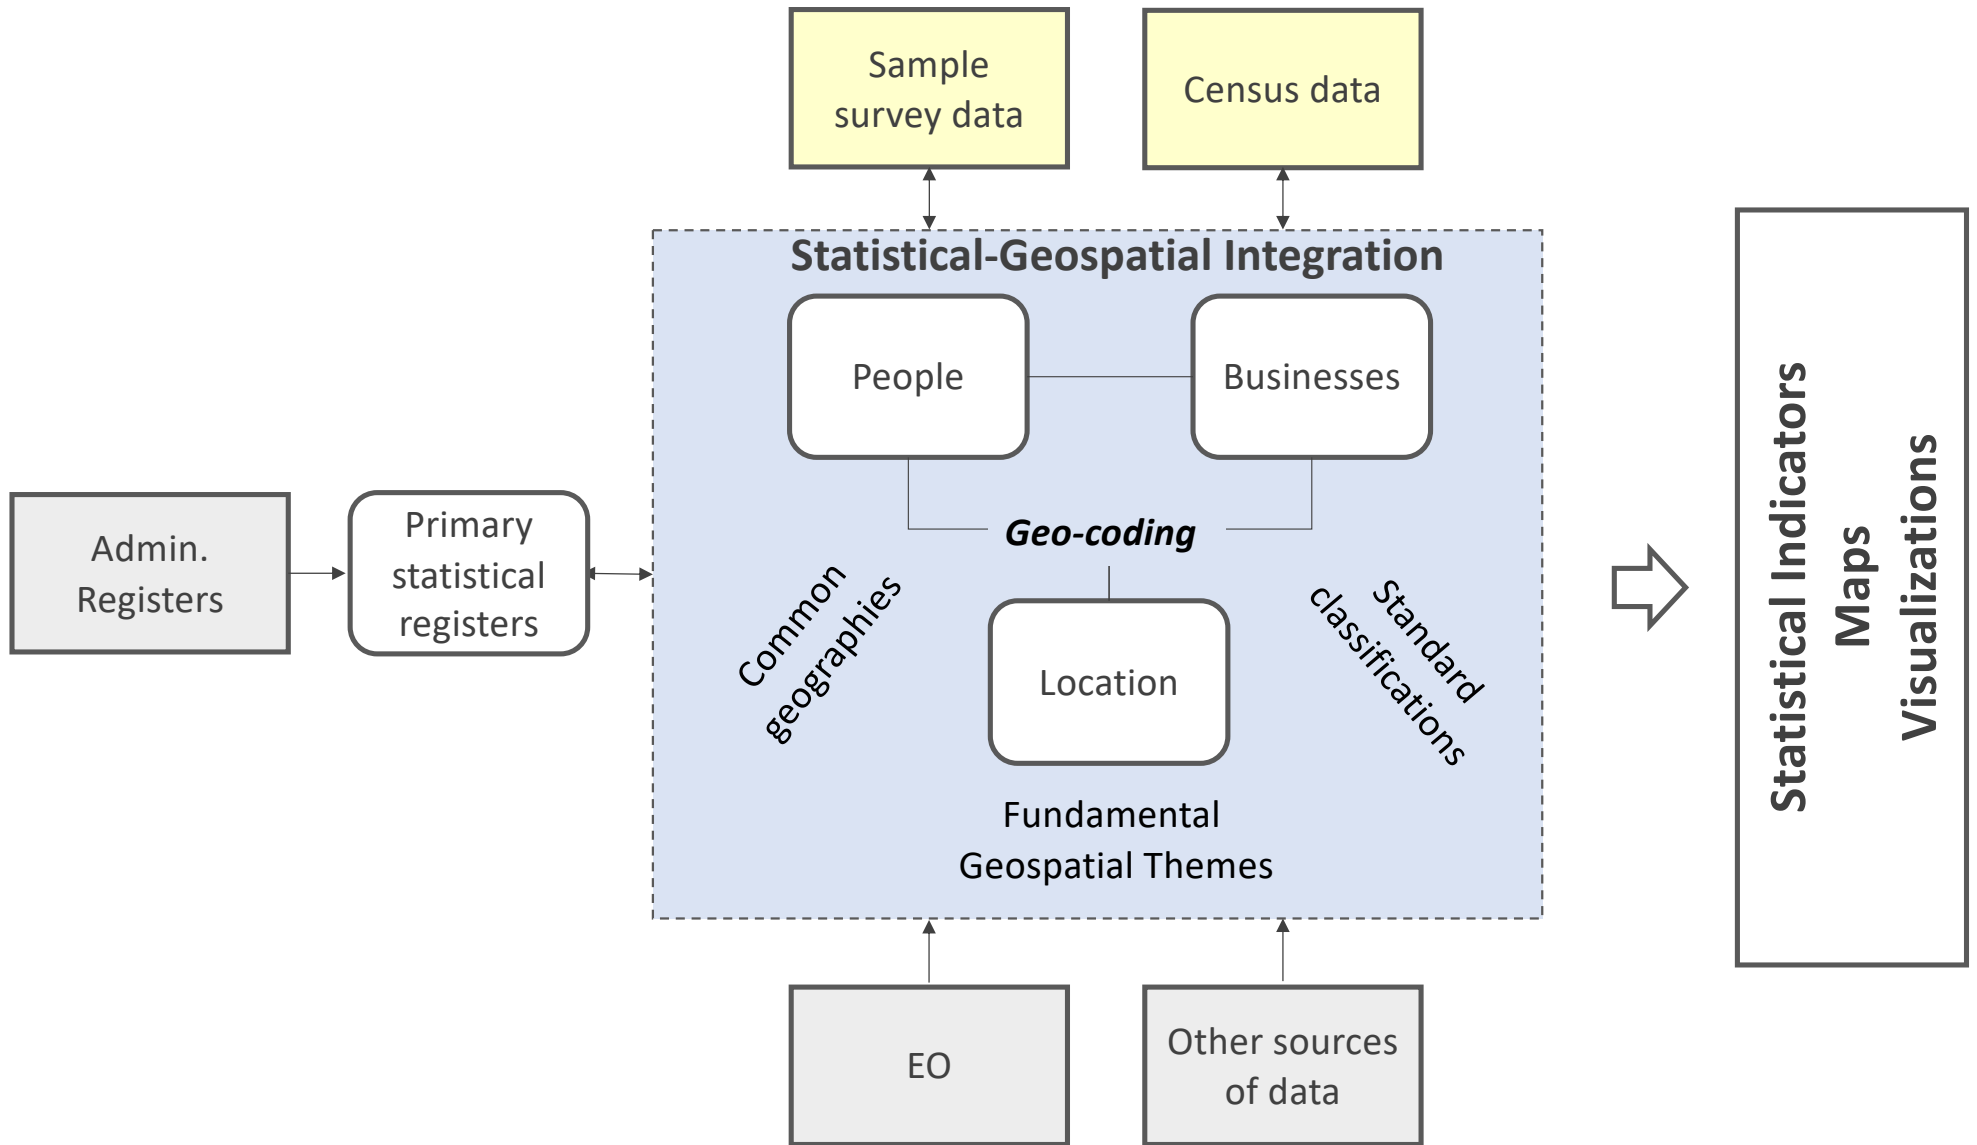 Sample
survey data
Census data
Statistical-Geospatial Integration
People
Businesses
Admin.
Registers
Primary
statistical
registers
Geo-coding
Common
geographies
Standard
classifications
Location
Fundamental
Geospatial Themes
EO
Other sources
of data
Statistical Indicators
Maps
Visualizations